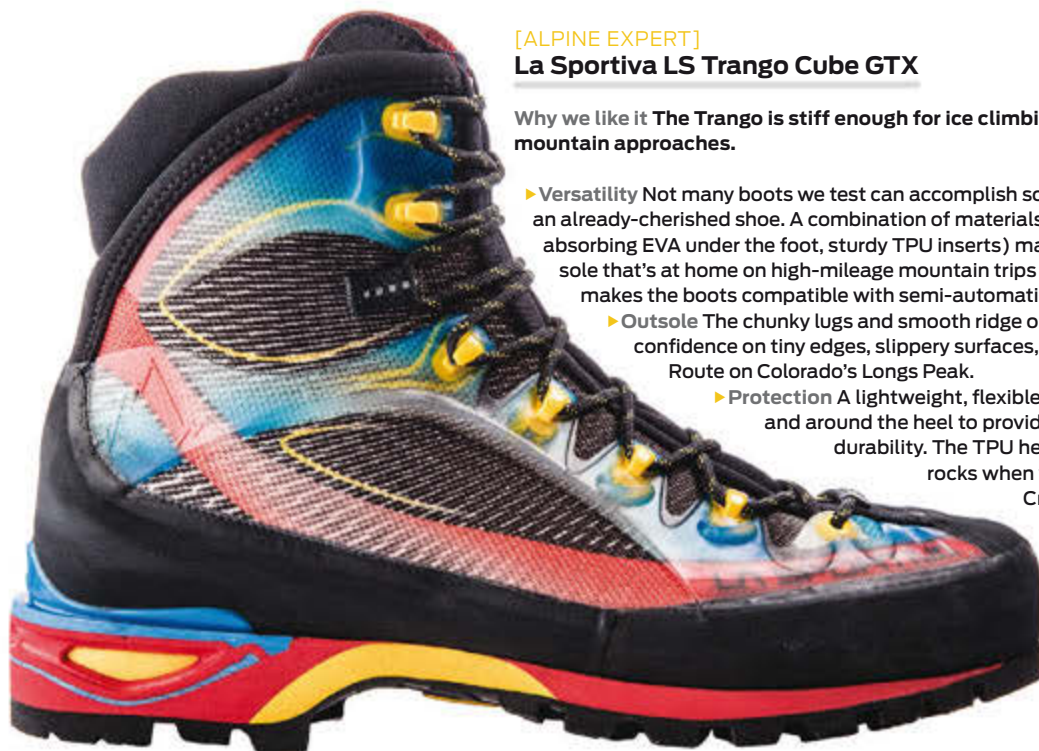 [ALPINE EXPERT]
La Sportiva LS Trango Cube GTX
Why we like it The Trango is stiff enough for ice climbi
mountain approaches.
▶Versatility Not many boots we test can accomplish so
an already-cherished shoe. A combination of materials
absorbing EVA under the foot, sturdy TPU inserts) ma
sole that's at home on high-mileage mountain trips
makes the boots compatible with semi-automati
▶Outsole The chunky lugs and smooth ridge o
confidence on tiny edges, slippery surfaces,
Route on Colorado's Longs Peak.
▶Protection A lightweight, flexible
and around the heel to provid
durability. The TPU he
rocks when
Cr